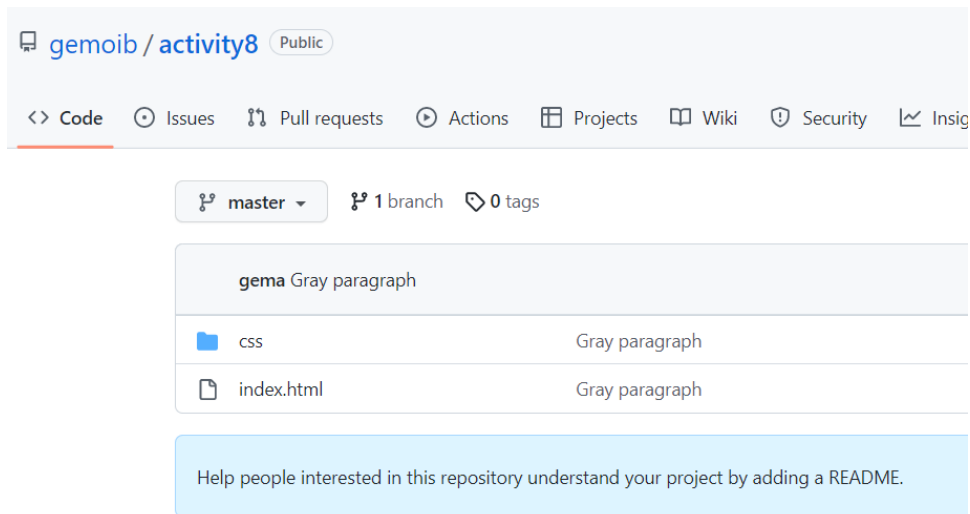 gemoib / activity8 Public
Code Issues Pull requests Actions Projects Wiki Security Insig
master 1 branch 0 tags
gema Gray paragraph
css Gray paragraph
index.html Gray paragraph
Help people interested in this repository understand your project by adding a README.